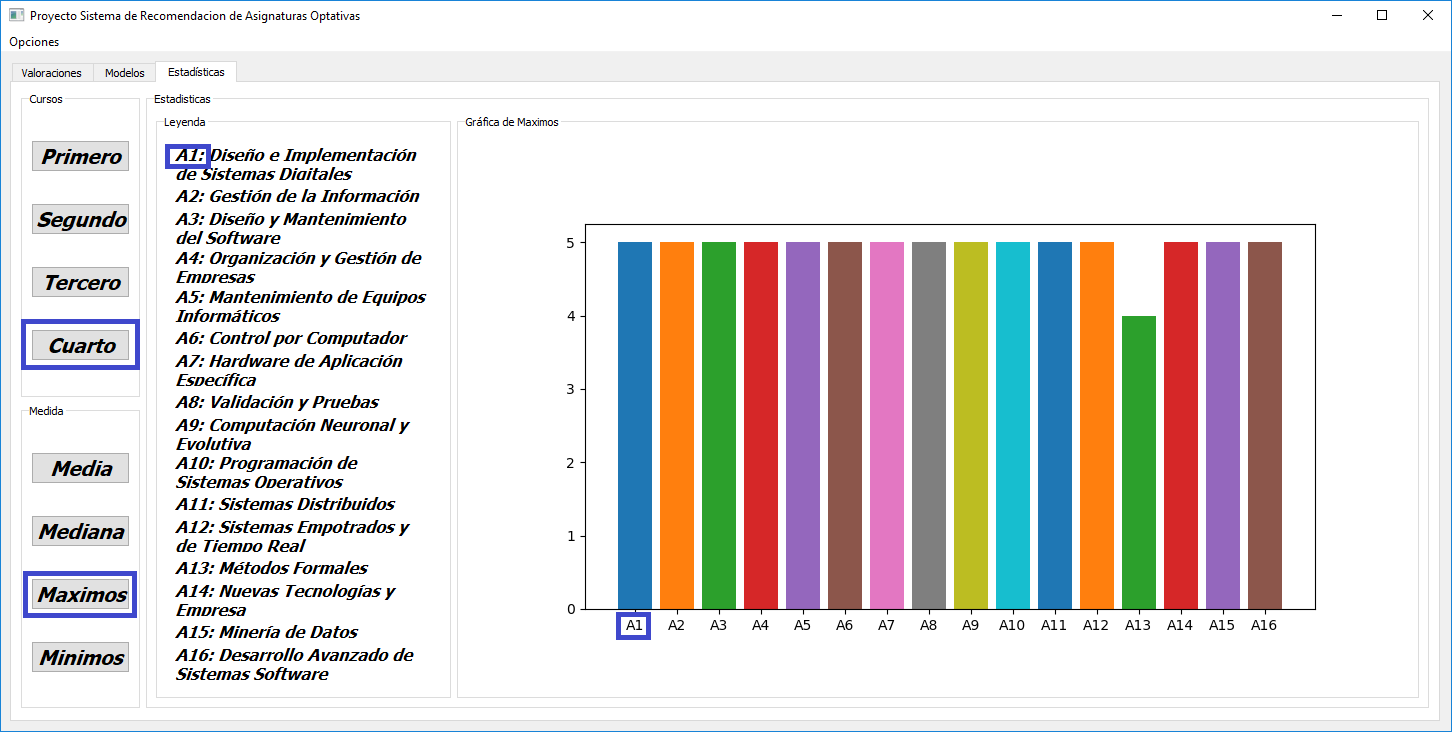 Proyecto Sistema de Recomendacion de Asignaturas Optativas
Opciones
Valoraciones
Modelos
Estadísticas
Cursos
Primero
Segundo
Tercero
Cuarto
Medida
Media
Mediana
Maximos
Minimos
Estadisticas
Leyenda
A1: Diseño e Implementación
de Sistemas Digitales
A2: Gestión de la Información
A3: Diseño y Mantenimiento
del Software
A4: Organización y Gestión de
Empresas
A5: Mantenimiento de Equipos
Informáticos
A6: Control por Computador
A7: Hardware de Aplicación
Específica
A8: Validación y Pruebas
A9: Computación Neuronal y
Evolutiva
A10: Programación de
Sistemas Operativos
A11: Sistemas Distribuidos
A12: Sistemas Empotrados y
de Tiempo Real
A13: Métodos Formales
A14: Nuevas Tecnologías y
Empresa
A15: Minería de Datos
A16: Desarrollo Avanzado de
Sistemas Software
Gráfica de Maximos
5
4
3
2
1
0
A1 A2 A3 A4 A5 A6 A7 A8 A9 A10 A11 A12 A13 A14 A15 A16